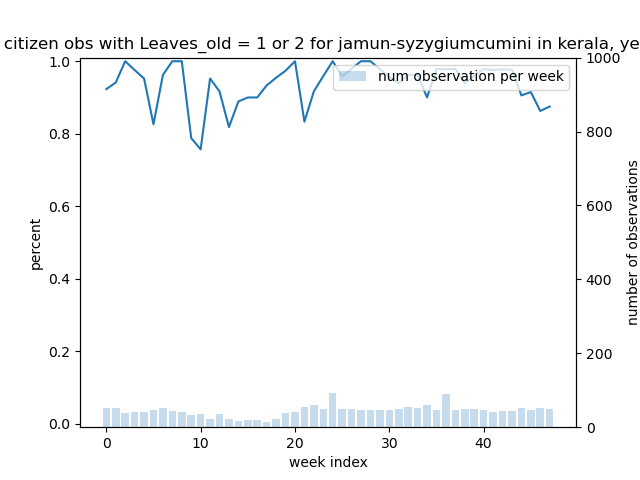 citizen obs with Leaves_old = 1 or 2 for jamun-syzygiumcumini in kerala, ye
num observation per week
percent
1.0
0.8
0.6
0.4
0.2
0.0
1000
800
600
400
200
0
number of observations
0 10 20 30 40
week index